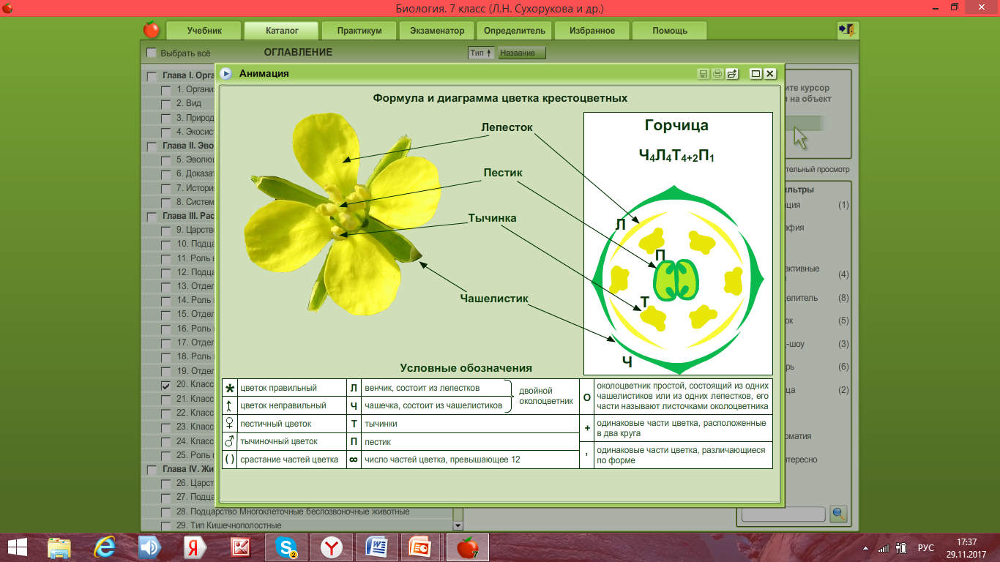 Биология. 7 класс (Л.Н. Сухорукова и др.)
Учебник
Каталог
Практикум
Экзаменатор
Определитель
Избранное
Помощь
Выбрать всё
ОГЛАВЛЕНИЕ
Тип
Название
Анимация
Глава I. Орга
1. Органи
2. Вид
3. Природ
4. Экосис
Глава II. Эво
5. Эволюц
6. Доказат
7. История
8. Систем
Глава III. Рас
9. Царство
10. Подца
11. Роль в
12. Подца
13. Отдел
14. Роль
15. Отдел
16. Роль
17. Отдел
18. Роль
19. Отдел
20. Класс
21. Класс
22. Класс
23. Класс
24. Класс
25. Роль
Глава IV. Жи
26. Царст
27. Подца
28. Подцарство Многоклеточные беспозвоночные животные
29. Тип Кишечнополостные
Формула и диаграмма цветка крестоцветных
Лепесток
Пестик
Тычинка
Чашелистик
Горчица
Ч4Л4Т4+2П1
Л
П
Т
Ч
Условные обозначения
* цветок правильный
↑ цветок неправильный
♀ пестичный цветок
♂ тычиночный цветок
( ) срастание частей цветка
Л венчик, состоит из лепестков
Ч чашечка, состоит из чашелистиков
двойной
околоцветник
Т тычинки
П пестик
∞ число частей цветка, превышающее 12
О околоцветник простой, состоящий из одних
чашелистиков или из одних лепестков, его
части называют листочками околоцветника
+ одинаковые части цветка, расположенные
в два круга
, одинаковые части цветка, различающиеся
по форме
ите курсор
и на объект
тельный просмотр
ильтры
ация (1)
афия
активные (4)
делитель (8)
ок (5)
-шоу (3)
рь (6)
ца (2)
оматия
нтересно
2
7
РУС
17:37
29.11.2017